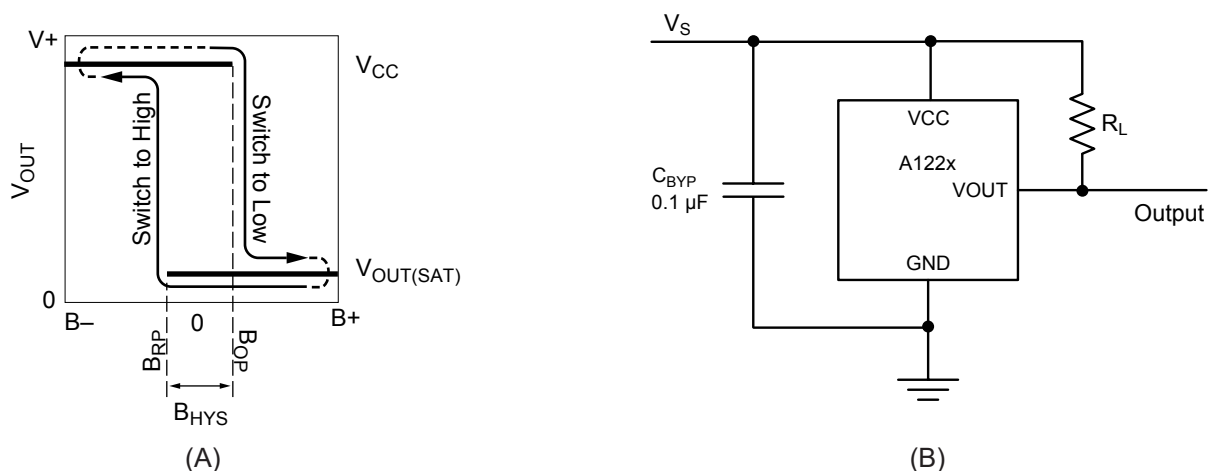 V+
VCC
Switch to High
Switch to Low
VOUT
VOUT(SAT)
0
B–
0
B+
BRP
BOP
BHYS
(A)
VS
VCC
RL
A122x
CBYP
0.1 µF
VOUT
Output
GND
(B)